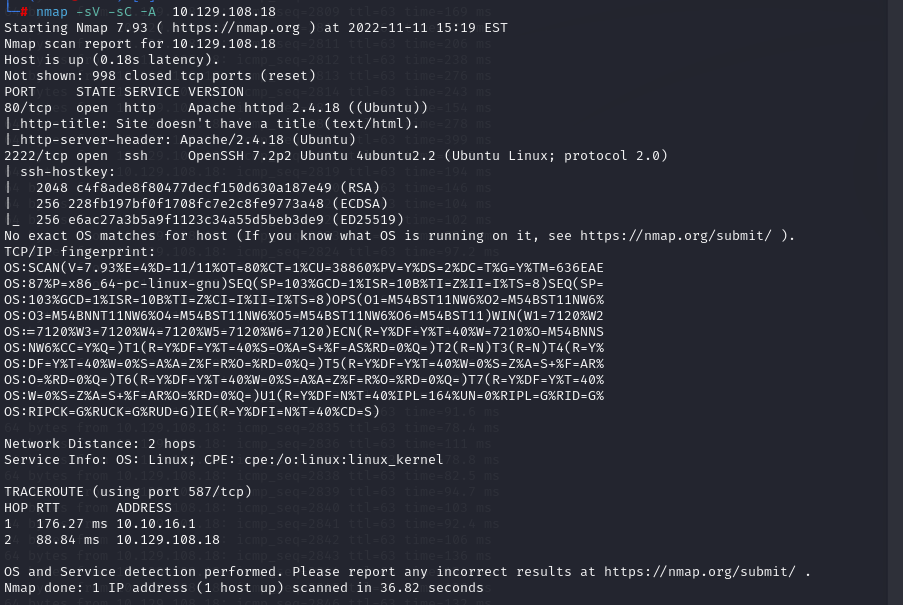 └─# nmap -sV -sC -A  10.129.108.18
Starting Nmap 7.93 ( https://nmap.org ) at 2022-11-11 15:19 EST
Nmap scan report for 10.129.108.18
Host is up (0.18s latency).
Not shown: 998 closed tcp ports (reset)
PORT     STATE SERVICE VERSION
80/tcp   open  http    Apache httpd 2.4.18 ((Ubuntu))
|_http-title: Site doesn't have a title (text/html).
|_http-server-header: Apache/2.4.18 (Ubuntu)
2222/tcp open  ssh     OpenSSH 7.2p2 Ubuntu 4ubuntu2.2 (Ubuntu Linux; protocol 2.0)
| ssh-hostkey:
|   2048 c4f8ade8f80477decf150d630a187e49 (RSA)
|   256 228fb197bf0f1708fc7e2c8fe9773a48 (ECDSA)
|_  256 e6ac27a3b5a9f1123c34a55d5beb3de9 (ED25519)
No exact OS matches for host (If you know what OS is running on it, see https://nmap.org/submit/ ).
TCP/IP fingerprint:
OS:SCAN(V=7.93%E=4%D=11/11%OT=80%CT=1%CU=38860%PV=Y%DS=2%DC=T%G=Y%TM=636EAE
OS:87%P=x86_64-pc-linux-gnu)SEQ(SP=103%GCD=1%ISR=10B%TI=Z%II=I%TS=8)SEQ(SP=
OS:103%GCD=1%ISR=10B%TI=Z%CI=I%II=I%TS=8)OPS(O1=M54BST11NW6%O2=M54BST11NW6%
OS:O3=M54BNNT11NW6%O4=M54BST11NW6%O5=M54BST11NW6%O6=M54BST11)WIN(W1=7120%W2
OS:=7120%W3=7120%W4=7120%W5=7120%W6=7120)ECN(R=Y%DF=Y%T=40%W=7210%O=M54BNNS
OS:NW6%CC=Y%Q=)T1(R=Y%DF=Y%T=40%S=O%A=S+%F=AS%RD=0%Q=)T2(R=N)T3(R=N)T4(R=Y%
OS:DF=Y%T=40%W=0%S=A%A=Z%F=R%O=%RD=0%Q=)T5(R=Y%DF=Y%T=40%W=0%S=Z%A=S+%F=AR%
OS:O=%RD=0%Q=)T6(R=Y%DF=Y%T=40%W=0%S=A%A=Z%F=R%O=%RD=0%Q=)T7(R=Y%DF=Y%T=40%
OS:W=0%S=Z%A=S+%F=AR%O=%RD=0%Q=)U1(R=Y%DF=N%T=40%IPL=164%UN=0%RIPL=G%RID=G%
OS:RIPCK=G%RUCK=G%RUD=G)IE(R=Y%DFI=N%T=40%CD=S)
Network Distance: 2 hops
Service Info: OS: Linux; CPE: cpe:/o:linux:linux_kernel
TRACEROUTE (using port 587/tcp)
HOP RTT       ADDRESS
1   176.27 ms 10.10.16.1
2   88.84 ms  10.129.108.18
OS and Service detection performed. Please report any incorrect results at https://nmap.org/submit/ .
Nmap done: 1 IP address (1 host up) scanned in 36.82 seconds